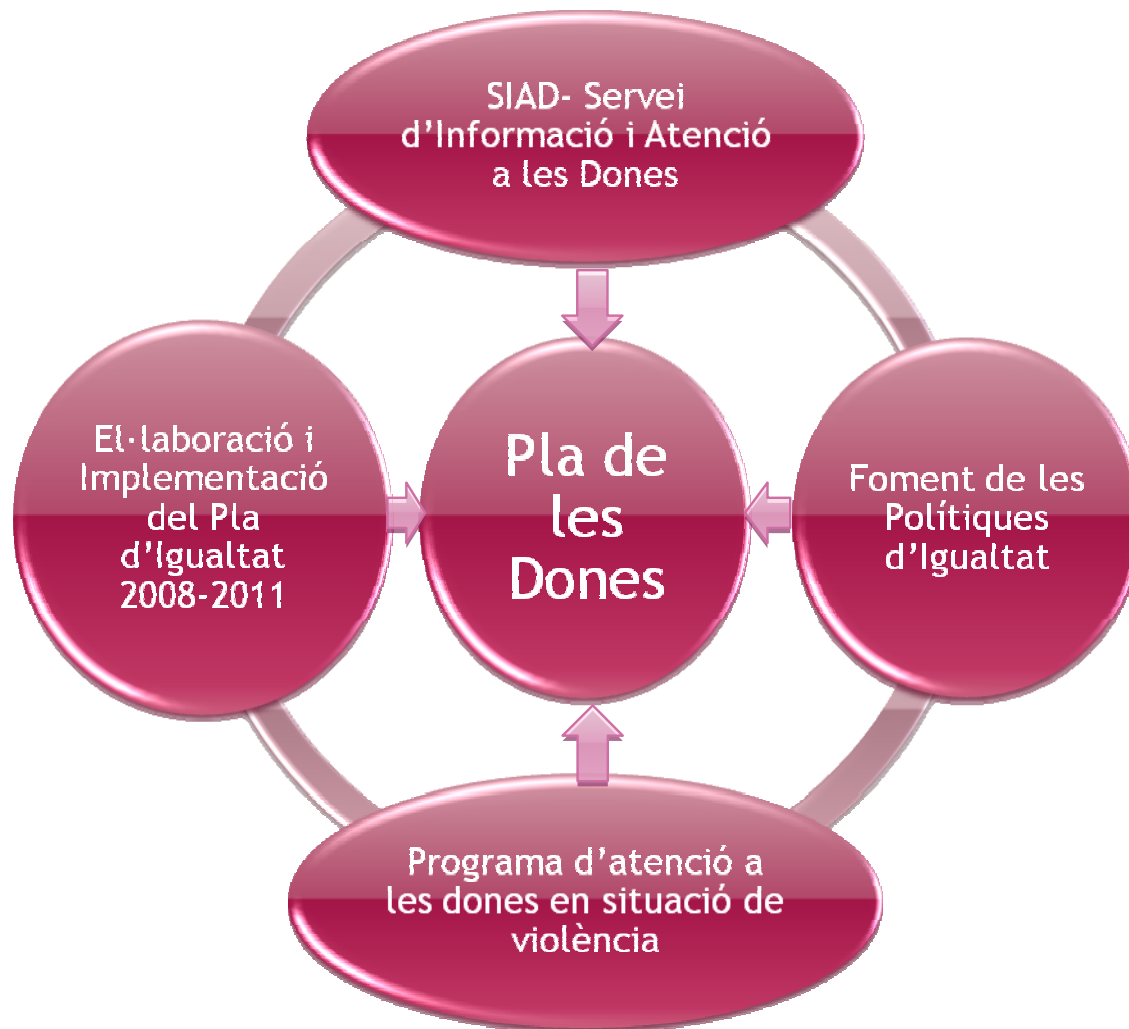 SIAD- Servei
d’Informació i Atenció
a les Dones
El·laboració i
Implementació
del Pla
d’Igualtat
2008-2011
Pla de
les
Dones
Foment de les
Polítiques
d’Igualtat
Programa d’atenció a
les dones en situació de
violència